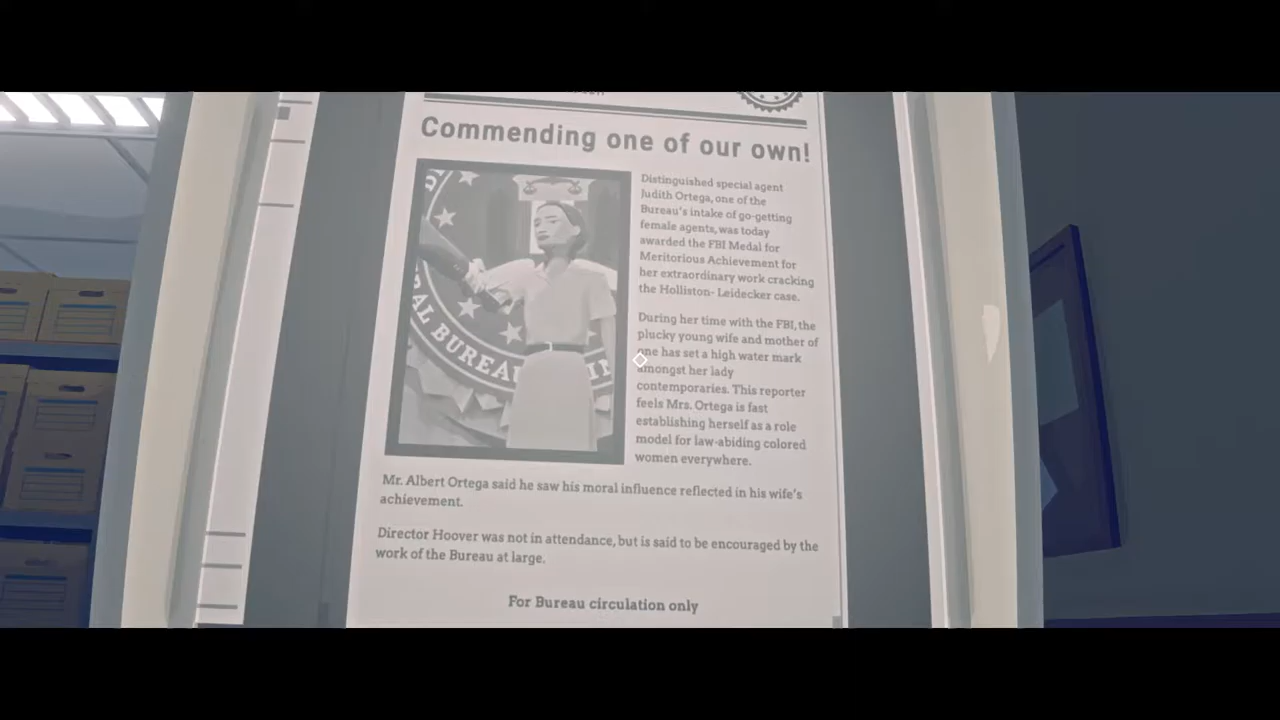 Commending one of our own!
Distinguished special agent
Judith Ortega, one of the
Bureau's intake of go-getting
female agents, was today
awarded the FBI Medal for
Meritorious Achievement for
her extraordinary work cracking
the Holliston- Leidecker case.
During her time with the FBI, the
plucky young wife and mother of
one has set a high water mark
amongst her lady
contemporaries. This reporter
feels Mrs. Ortega is fast
establishing herself as a role
model for law-abiding colored
women everywhere.
Mr. Albert Ortega said he saw his moral influence reflected in his wife's
achievement.
Director Hoover was not in attendance, but is said to be encouraged by the
work of the Bureau at large.
For Bureau circulation only